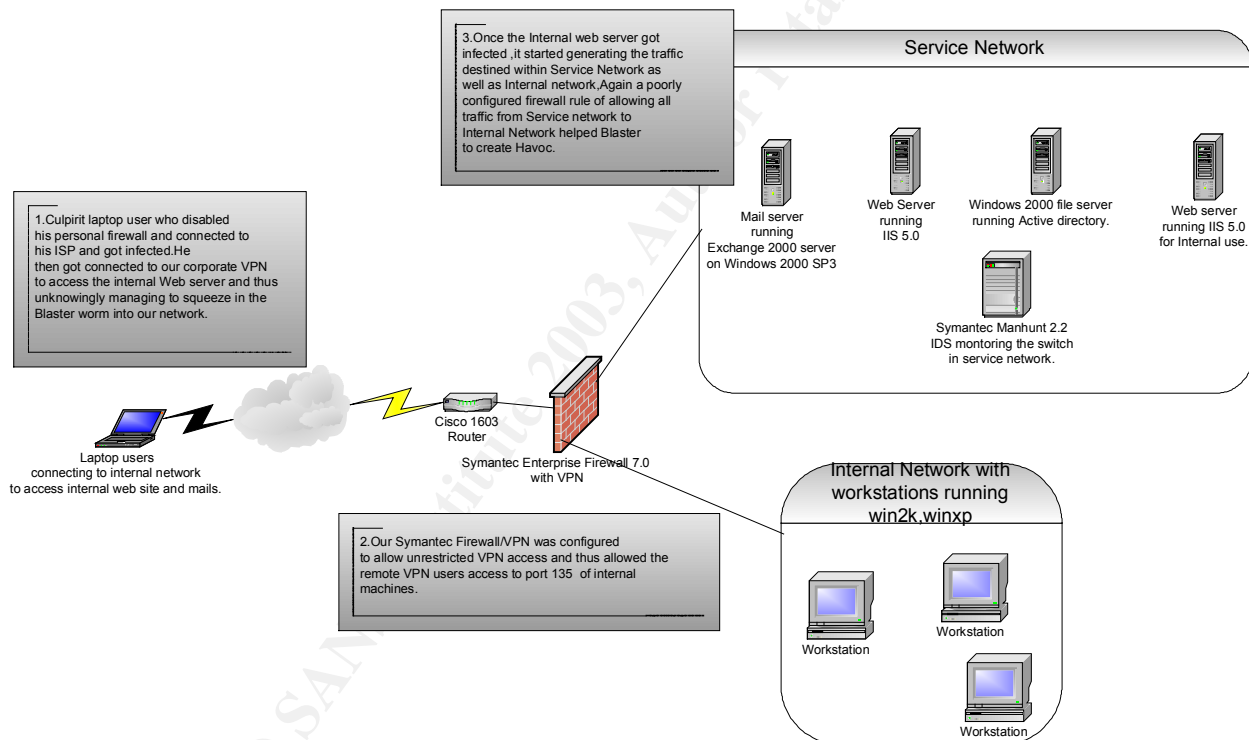 3.Once the Internal web server got
infected ,it started generating the traffic
destined within Service Network as
well as Internal network,Again a poorly
configured firewall rule of allowing all
traffic from Service network to
Internal Network helped Blaster
to create Havoc.
Service Network
Mail server
running
Exchange 2000 server
on Windows 2000 SP3
Web Server
running
IIS 5.0
Windows 2000 file server
running Active directory.
Web server
running IIS 5.0
for Internal use.
Symantec Manhunt 2.2
IDS montoring the switch
in service network.
1.Culpirit laptop user who disabled
his personal firewall and connected to
his ISP and got infected.He
then got connected to our corporate VPN
to access the internal Web server and thus
unknowingly managing to squeeze in the
Blaster worm into our network.
Laptop users
connecting to internal network
to access internal web site and mails.
Cisco 1603
Router
Symantec Enterprise Firewall 7.0
with VPN
2.Our Symantec Firewall/VPN was configured
to allow unrestricted VPN access and thus allowed the
remote VPN users access to port 135 of internal
machines.
Internal Network with
workstations running
win2k,winxp
Workstation
Workstation
Workstation
SANS
titute 2003, Au